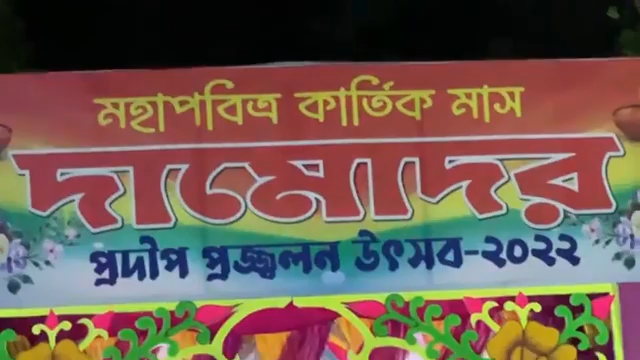 মহাপবিত্র কার্তিক মাস
দামোদর
প্রদীপ প্রজ্জ্বলন উৎসব-২০২২